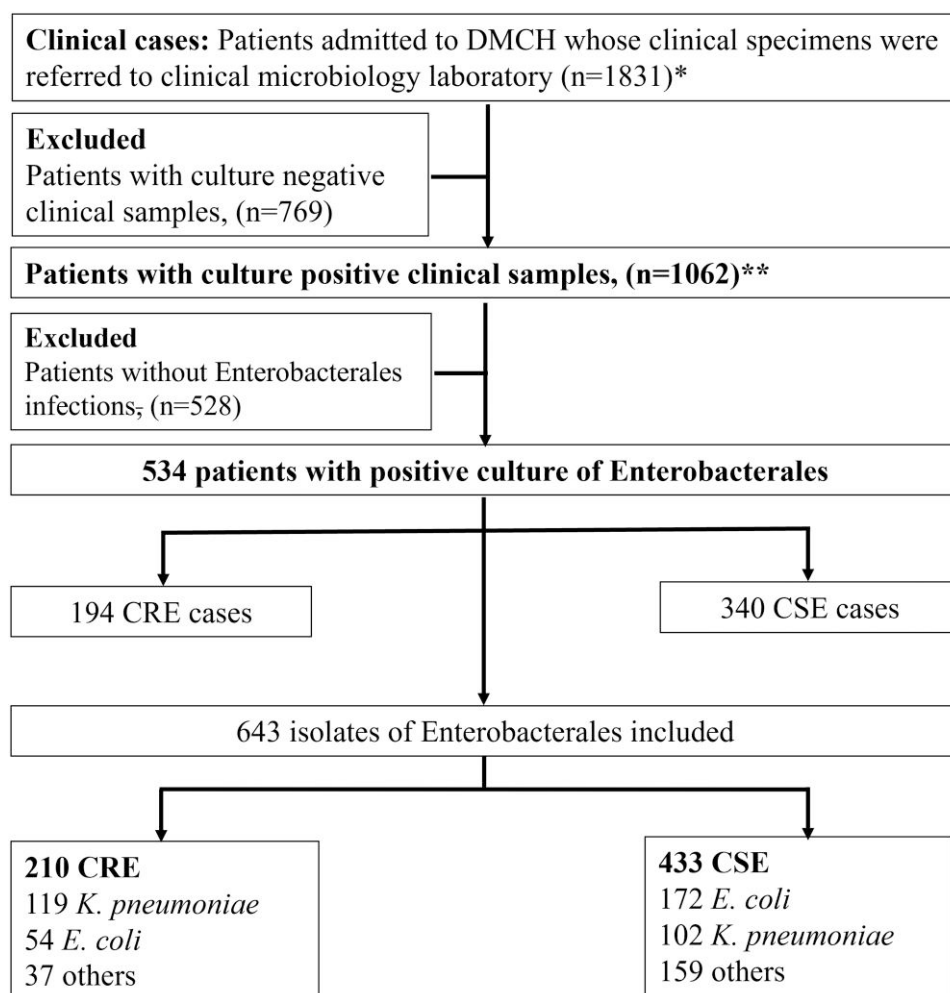 Clinical cases: Patients admitted to DMCH whose clinical specimens were
referred to clinical microbiology laboratory (n=1831)*
Excluded
Patients with culture negative
clinical samples, (n=769)
Patients with culture positive clinical samples, (n=1062)**
Excluded
Patients without Enterobacterales
infections, (n=528)
534 patients with positive culture of Enterobacterales
194 CRE cases
340 CSE cases
643 isolates of Enterobacterales included
210 CRE
119 K. pneumoniae
54 E. coli
37 others
433 CSE
172 E. coli
102 K. pneumoniae
159 others